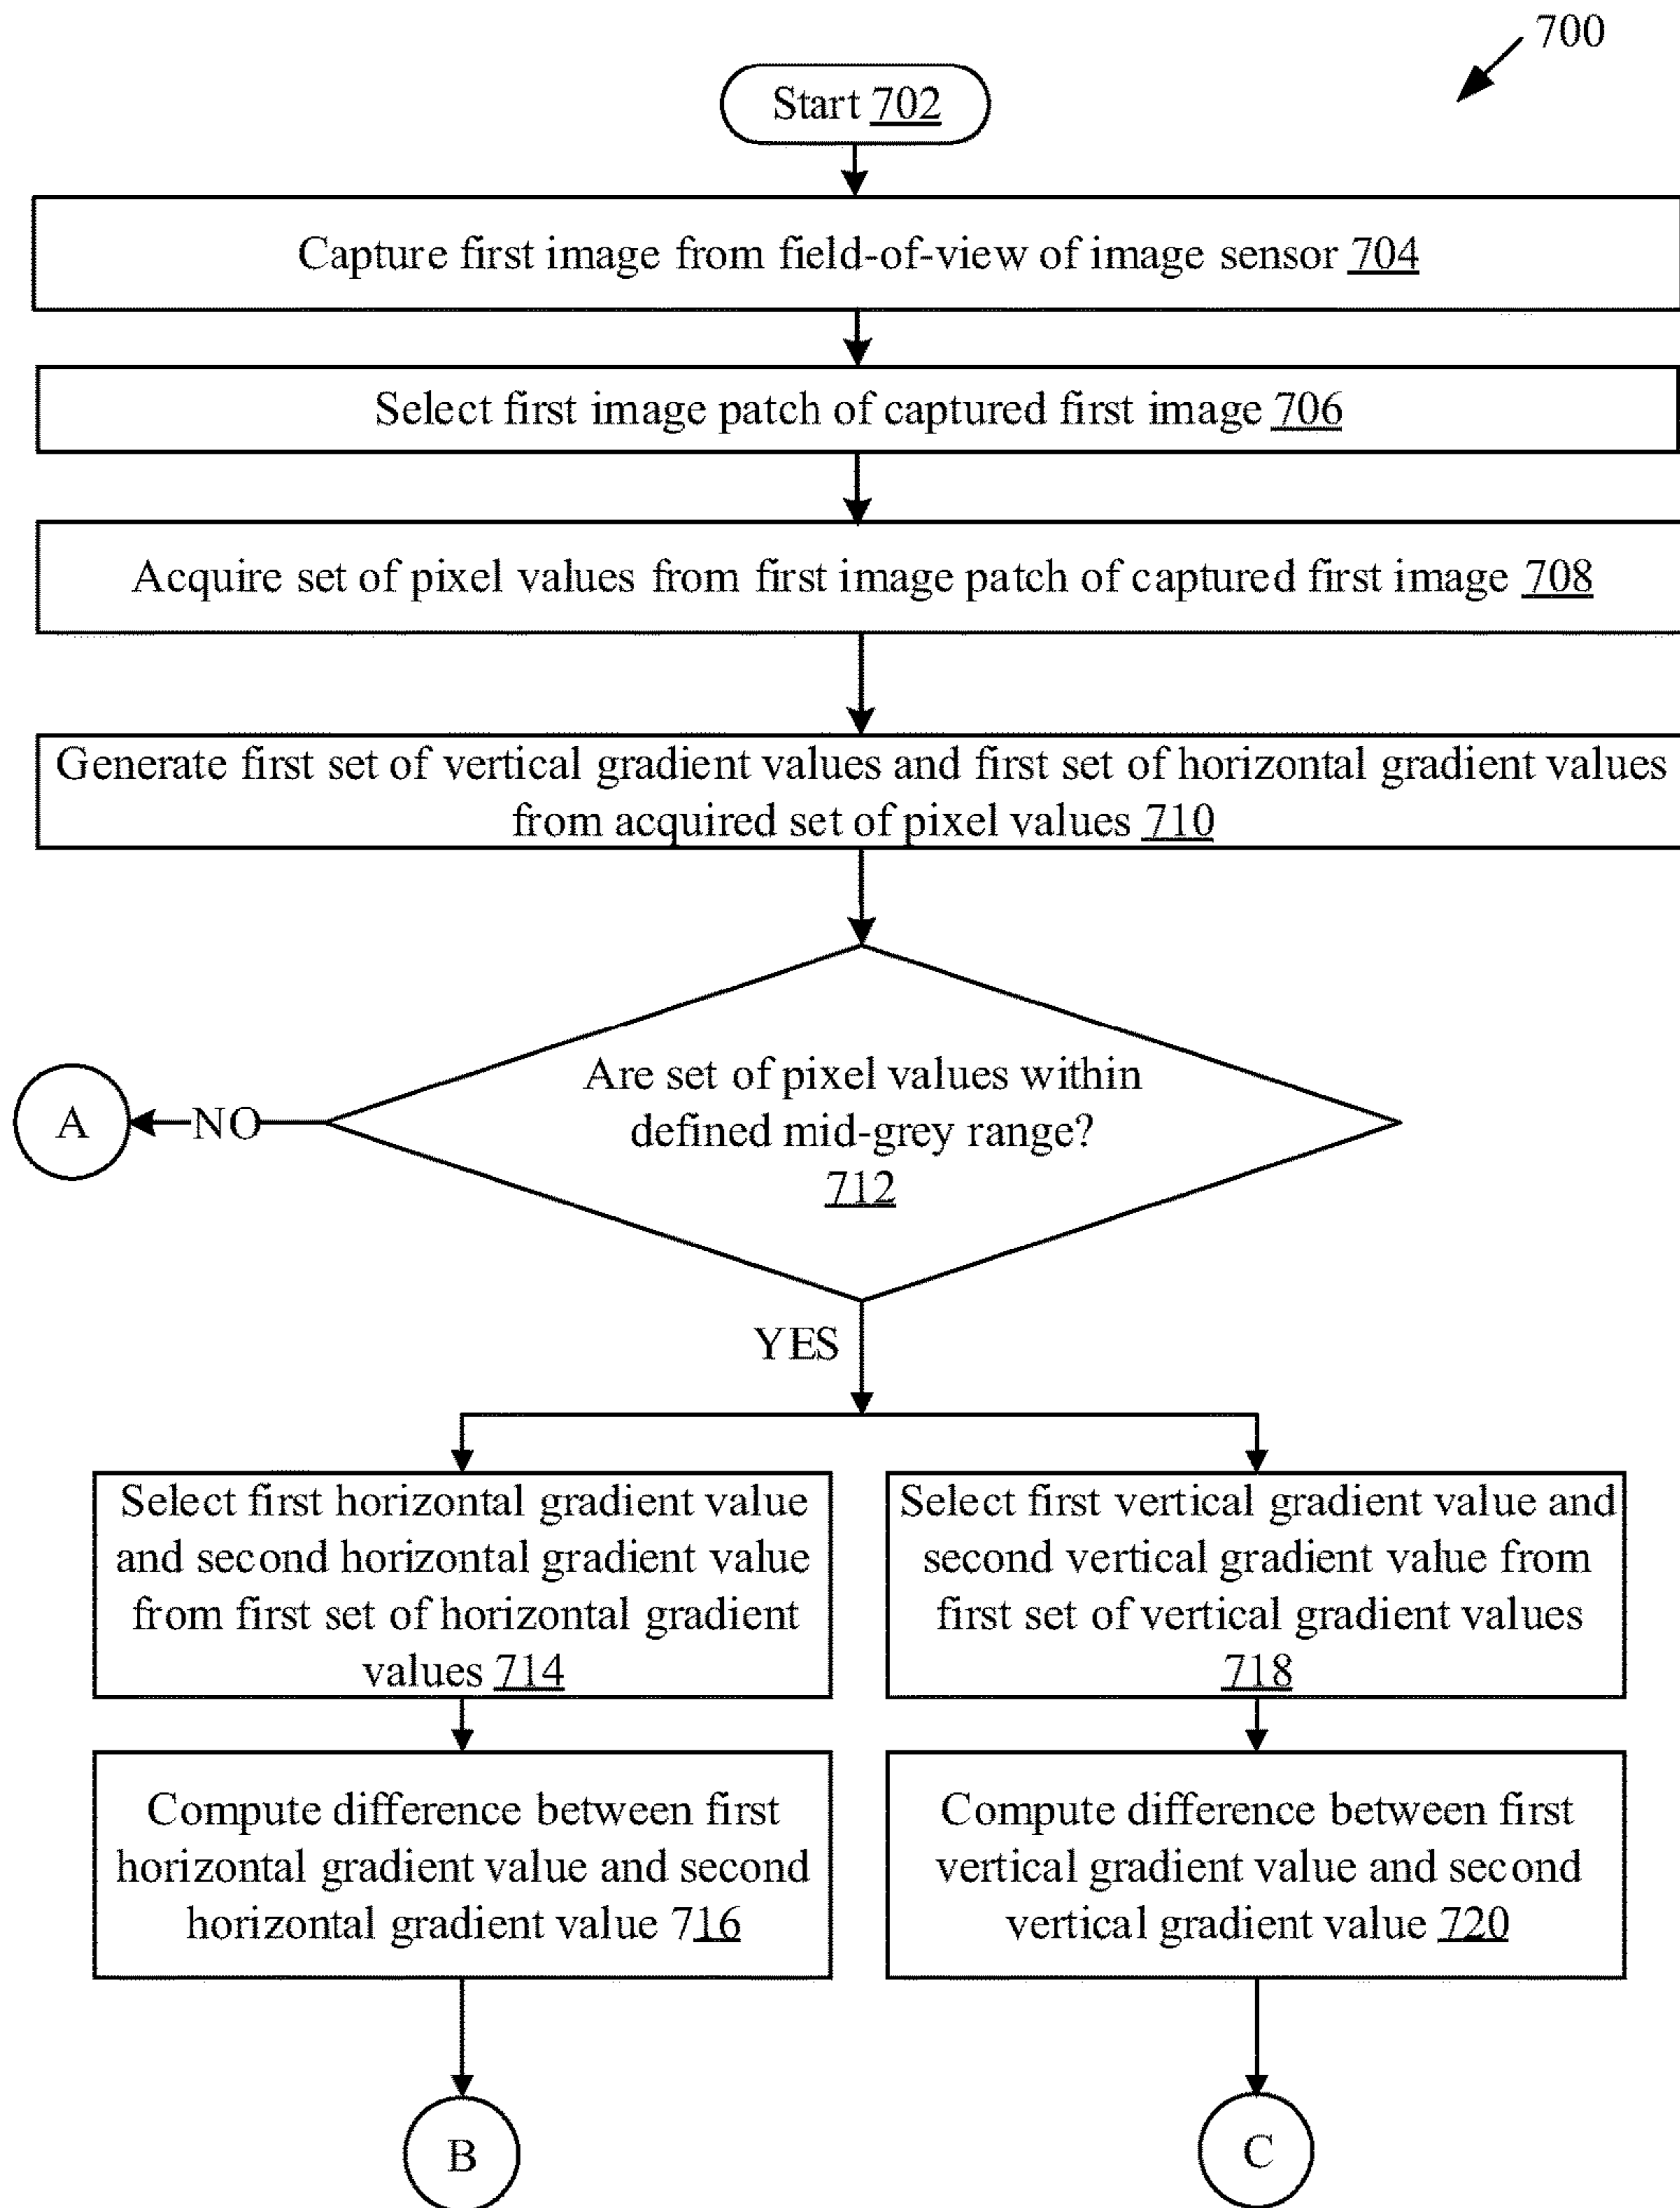 700
Start 702
Capture first image from field-of-view of image sensor 704
Select first image patch of captured first image 706
Acquire set of pixel values from first image patch of captured first image 708
Generate first set of vertical gradient values and first set of horizontal gradient values
from acquired set of pixel values 710
Are set of pixel values within
defined mid-grey range?
712
NO
A
YES
Select first horizontal gradient value
and second horizontal gradient value
from first set of horizontal gradient
values 714
Select first vertical gradient value and
second vertical gradient value from
first set of vertical gradient values
718
Compute difference between first
horizontal gradient value and second
horizontal gradient value 716
Compute difference between first
vertical gradient value and second
vertical gradient value 720
B
C